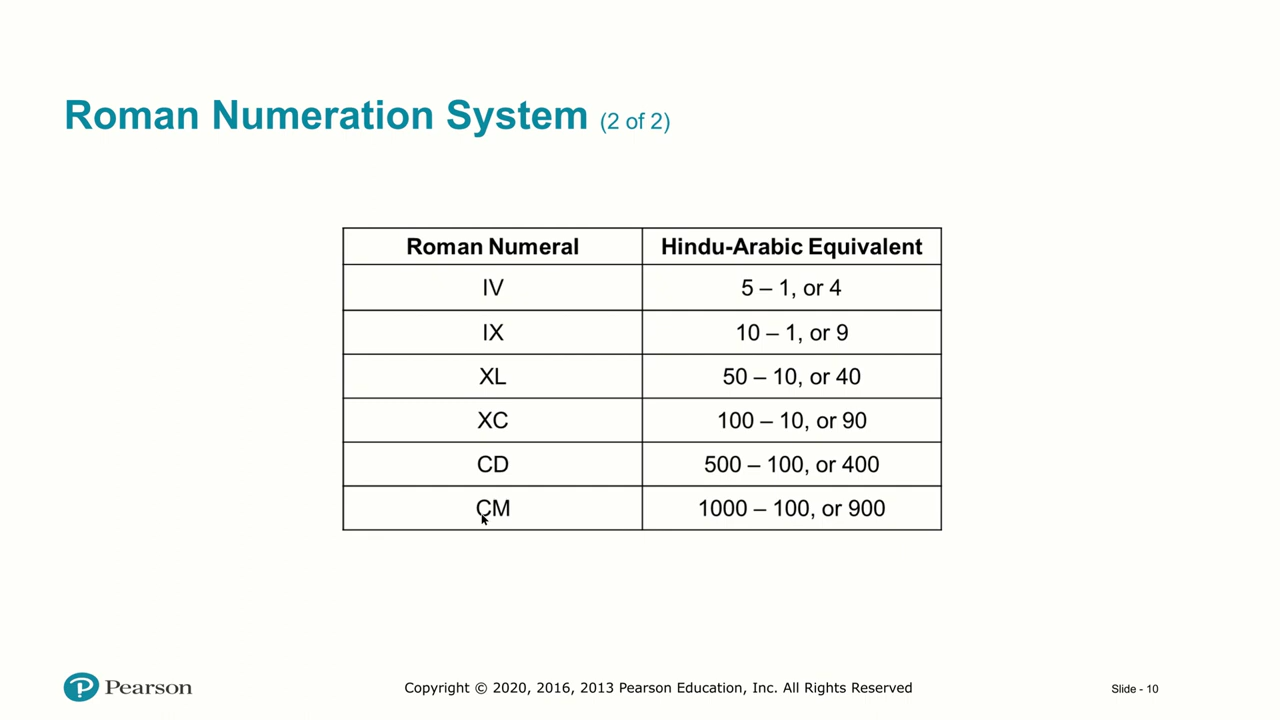 Roman Numeration System (2 of 2)
Roman Numeral Hindu-Arabic Equivalent
IV 5 – 1, or 4
IX 10 – 1, or 9
XL 50 – 10, or 40
XC 100 – 10, or 90
CD 500 – 100, or 400
CM 1000 – 100, or 900
P Pearson Copyright © 2020, 2016, 2013 Pearson Education, Inc. All Rights Reserved Slide - 10